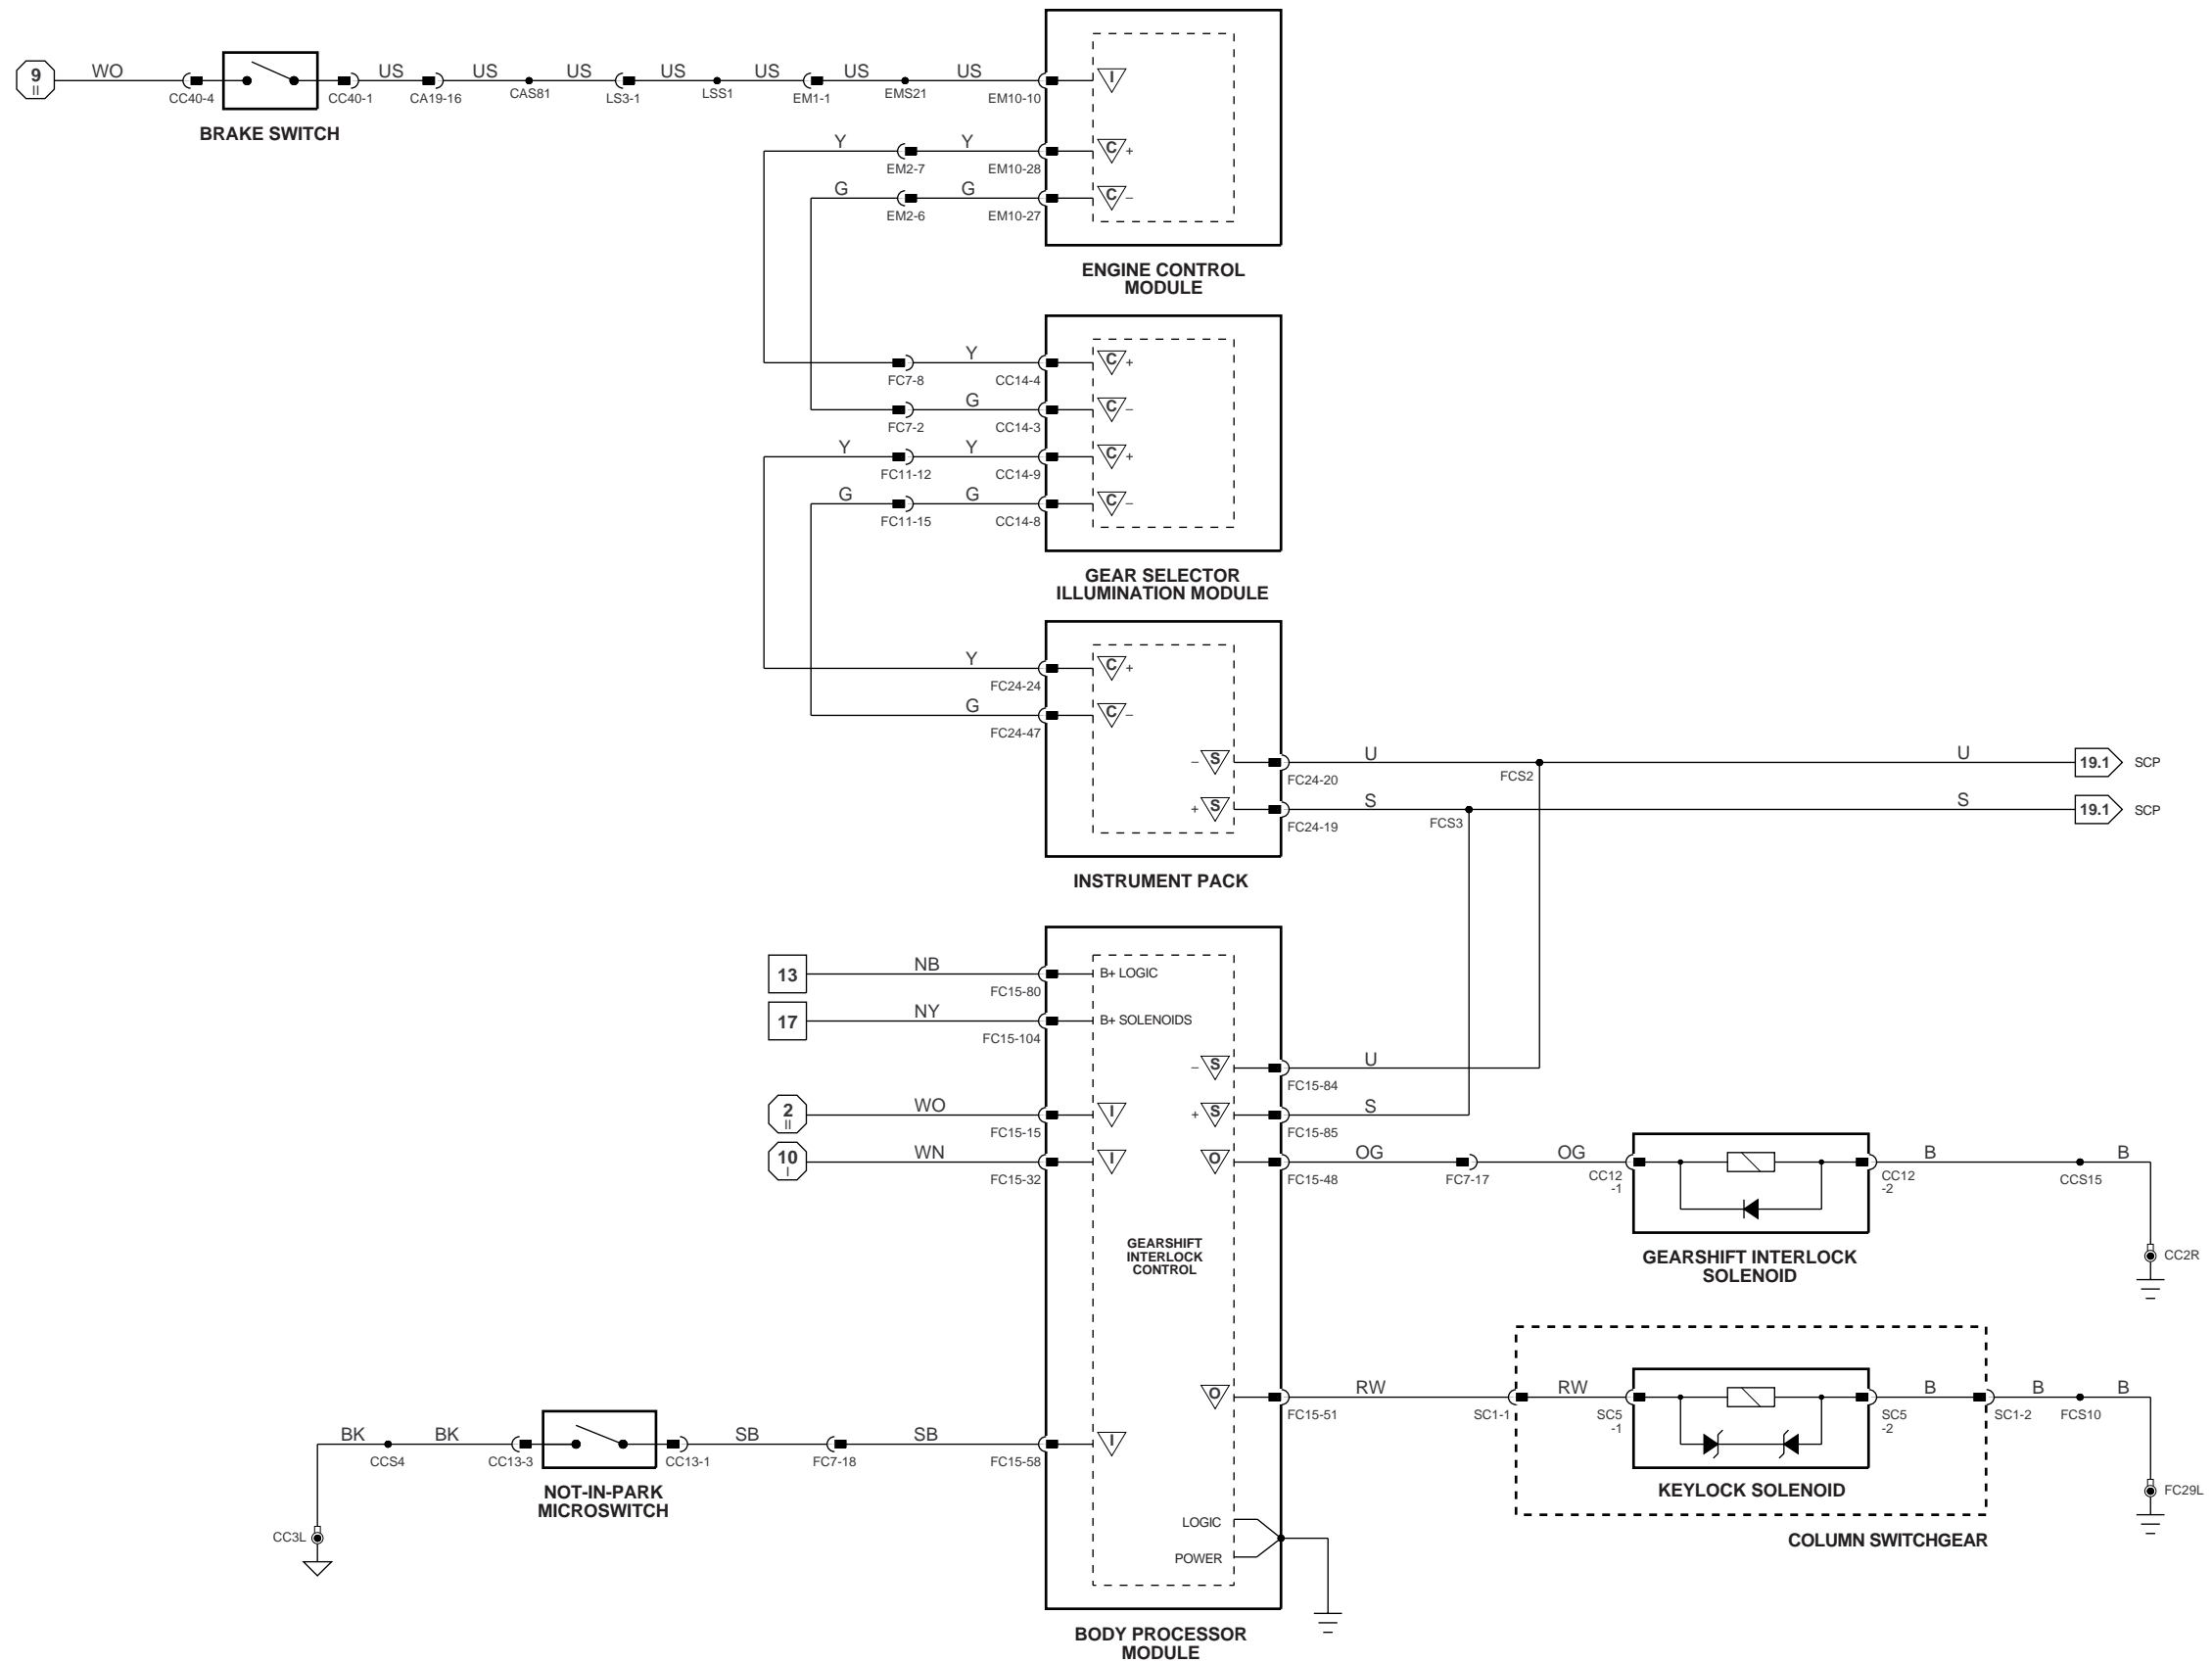 9
II
WO
CC40-4
BRAKE SWITCH
CC40-1
US
CA19-16
US
CAS81
US
LS3-1
US
LSS1
US
EM1-1
US
EMS21
US
EM10-10
I
Y
EM2-7
Y
EM10-28
C
+
G
EM2-6
G
EM10-27
C
–
ENGINE CONTROL
MODULE
FC7-8
Y
CC14-4
C
+
FC7-2
G
CC14-3
C
–
Y
FC11-12
Y
CC14-9
C
+
G
FC11-15
G
CC14-8
C
–
GEAR SELECTOR
ILLUMINATION MODULE
Y
FC24-24
C
+
G
FC24-47
C
–
– S
FC24-20
U
FCS2
U
19.1
SCP
+ S
FC24-19
S
FCS3
S
19.1
SCP
INSTRUMENT PACK
13
NB
FC15-80
B+ LOGIC
17
NY
FC15-104
B+ SOLENOIDS
– S
FC15-84
U
2
II
WO
FC15-15
I
+ S
FC15-85
S
10
I
WN
FC15-32
I
O
FC15-48
OG
FC7-17
OG
CC12
-1
CC12
-2
B
CCS15
B
CC2R
GEARSHIFT INTERLOCK
SOLENOID
GEARSHIFT
INTERLOCK
CONTROL
O
FC15-51
RW
SC1-1
RW
SC5
-1
SC5
-2
B
SC1-2
B
FCS10
B
FC29L
KEYLOCK SOLENOID
COLUMN SWITCHGEAR
BK
CCS4
BK
CC13-3
CC13-1
SB
FC7-18
SB
FC15-58
I
NOT-IN-PARK
MICROSWITCH
CC3L
LOGIC
POWER
BODY PROCESSOR
MODULE